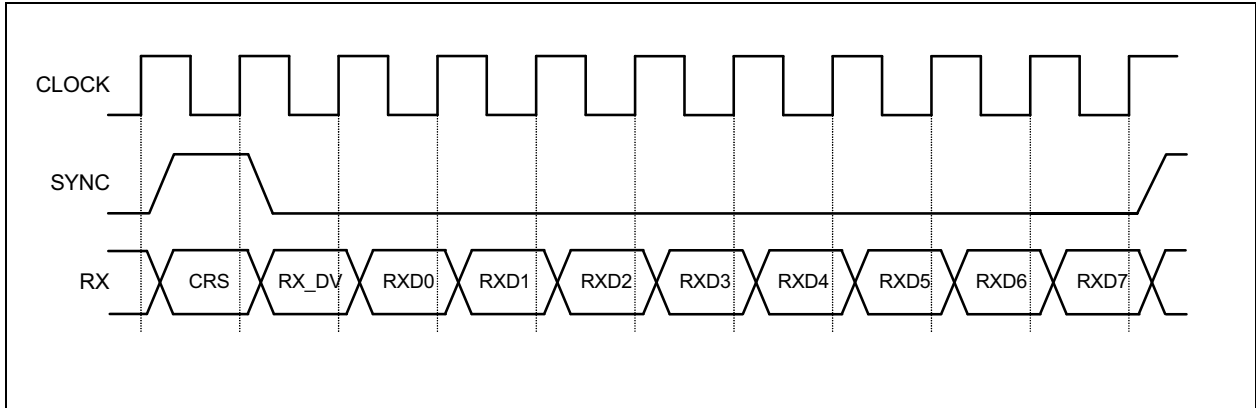 CLOCK
SYNC
RX CRS RX_DV RXD0 RXD1 RXD2 RXD3 RXD4 RXD5 RXD6 RXD7